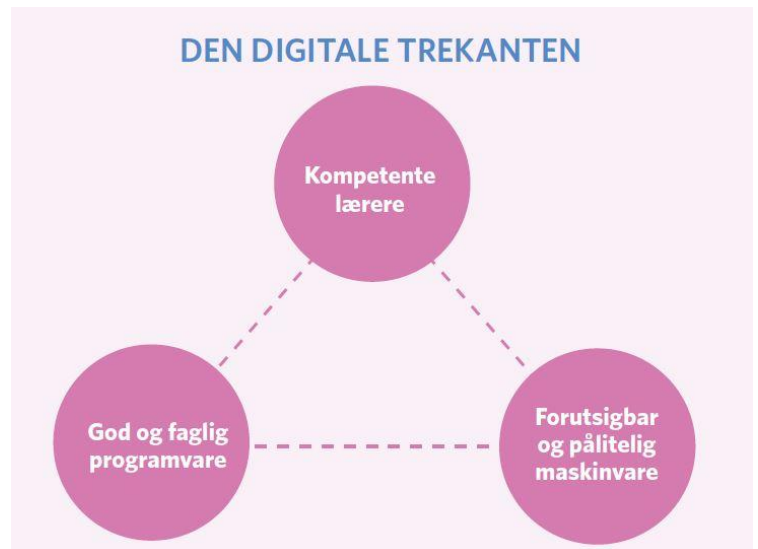 DEN DIGITALE TREKANTEN
Kompetente
lærere
God og faglig
programvare
Forutsigbar
og pålitelig
maskinvare